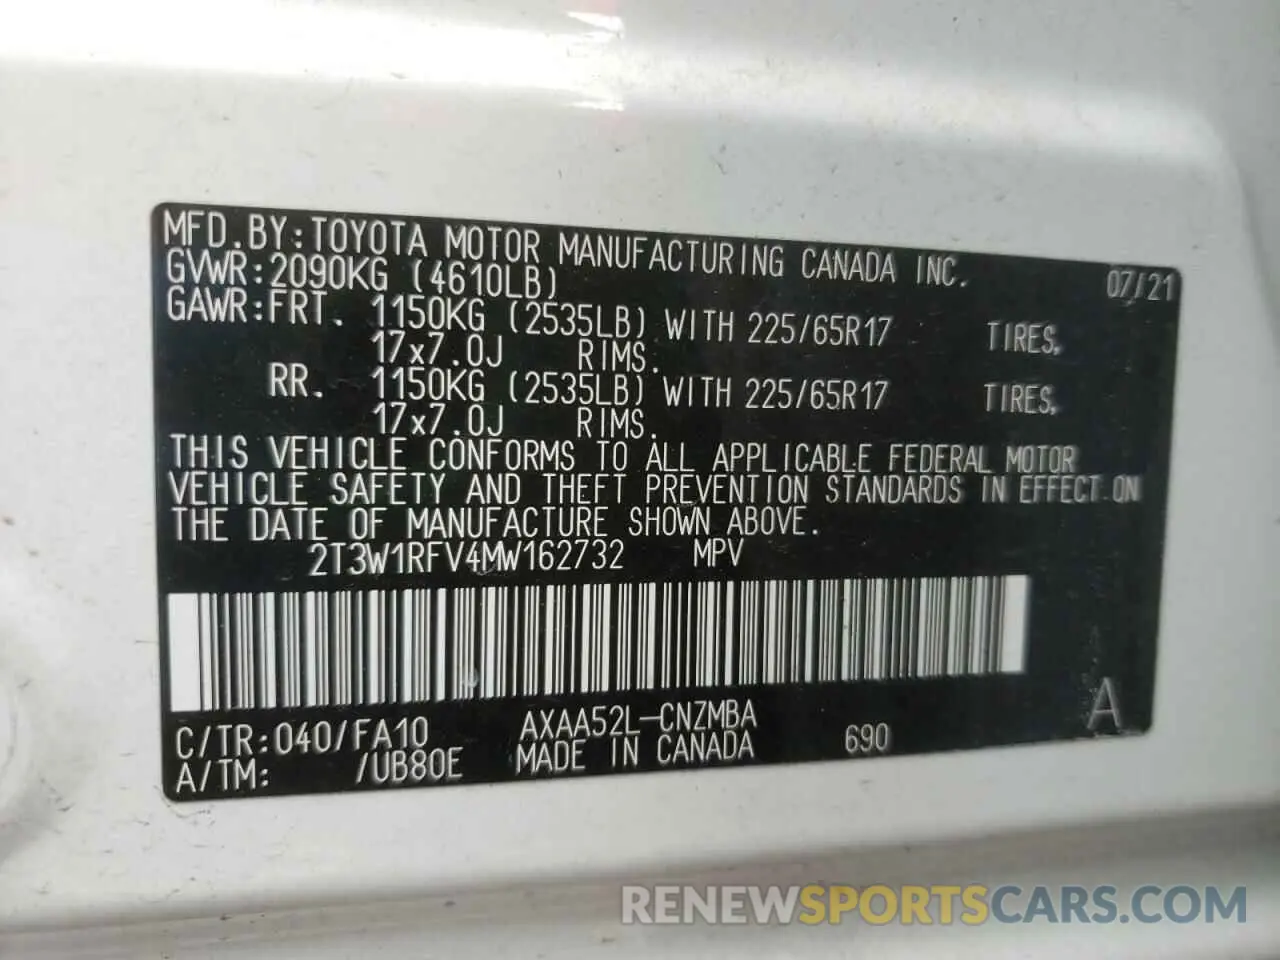 MFD.BY:TOYOTA MOTOR MANUFACTURING CANADA INC. 07/21
GVWR:2090KG (4610LB)
GAWR:FRT. 1150KG (2535LB) WITH 225/65R17 TIRES,
17x7.0J RIMS.
RR. 1150KG (2535LB) WITH 225/65R17 TIRES,
17x7.0J RIMS.
THIS VEHICLE CONFORMS TO ALL APPLICABLE FEDERAL MOTOR
VEHICLE SAFETY AND THEFT PREVENTION STANDARDS IN EFFECT ON
THE DATE OF MANUFACTURE SHOWN ABOVE.
2T3W1RFV4MW162732 MPV
C/TR:040/FA10 AXAA52L-CNZMBA 690 A
A/TM: /UB80E MADE IN CANADA
RENEWSPORTSCARS.COM